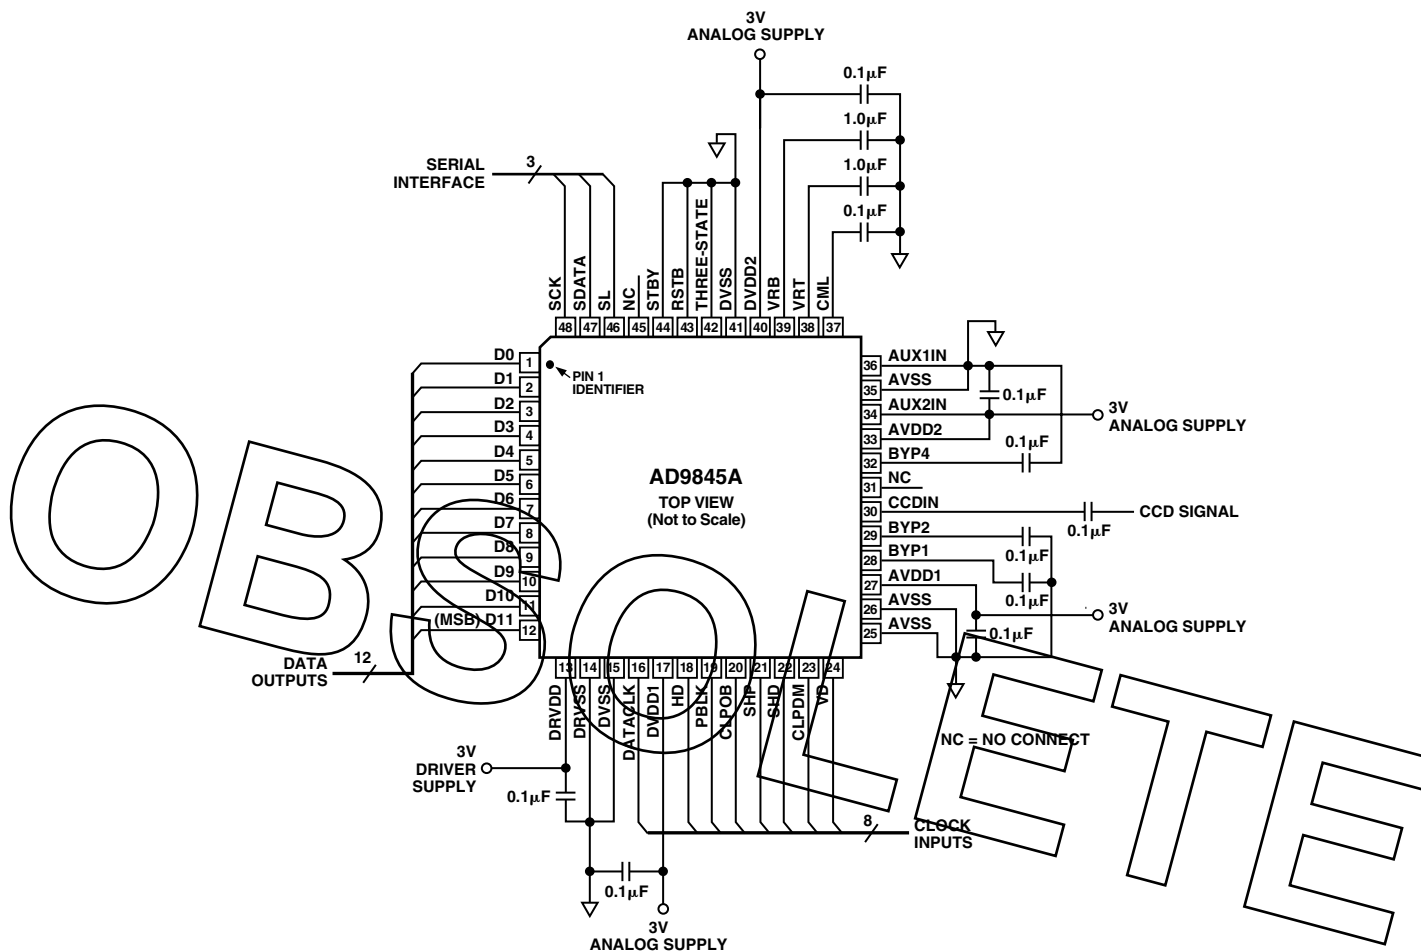 3V
ANALOG SUPPLY
0.1µF
1.0µF
1.0µF
0.1µF
SERIAL
INTERFACE
3
SCK
SDATA
SL
NC
STBY
RSTB
THREE-STATE
DVSS
DVDD2
VRB
VRT
CML
48 47 46 45 44 43 42 41 40 39 38 37
D0 1
D1 2
D2 3
D3 4
D4 5
D5 6
D6 7
D7 8
D8 9
D9 10
D10 11
(MSB) D11 12
PIN 1
IDENTIFIER
AD9845A
TOP VIEW
(Not to Scale)
36 AUX1IN
35 AVSS
34 AUX2IN
33 AVDD2
32 BYP4
31 NC
30 CCDIN
29 BYP2
28 BYP1
27 AVDD1
26 AVSS
25 AVSS
0.1µF
3V
ANALOG SUPPLY
0.1µF
0.1µF
CCD SIGNAL
0.1µF
0.1µF
3V
ANALOG SUPPLY
0.1µF
DATA
OUTPUTS
12
13 14 15 16 17 18 19 20 21 22 23 24
DRVDD
DRVSS
DVSS
DATACLK
DVDD1
HD
PBLK
CLPOB
SHP
SHD
CLPDM
VD
NC = NO CONNECT
3V
DRIVER
SUPPLY
0.1µF
8
CLOCK
INPUTS
0.1µF
3V
ANALOG SUPPLY
OBSOLETE